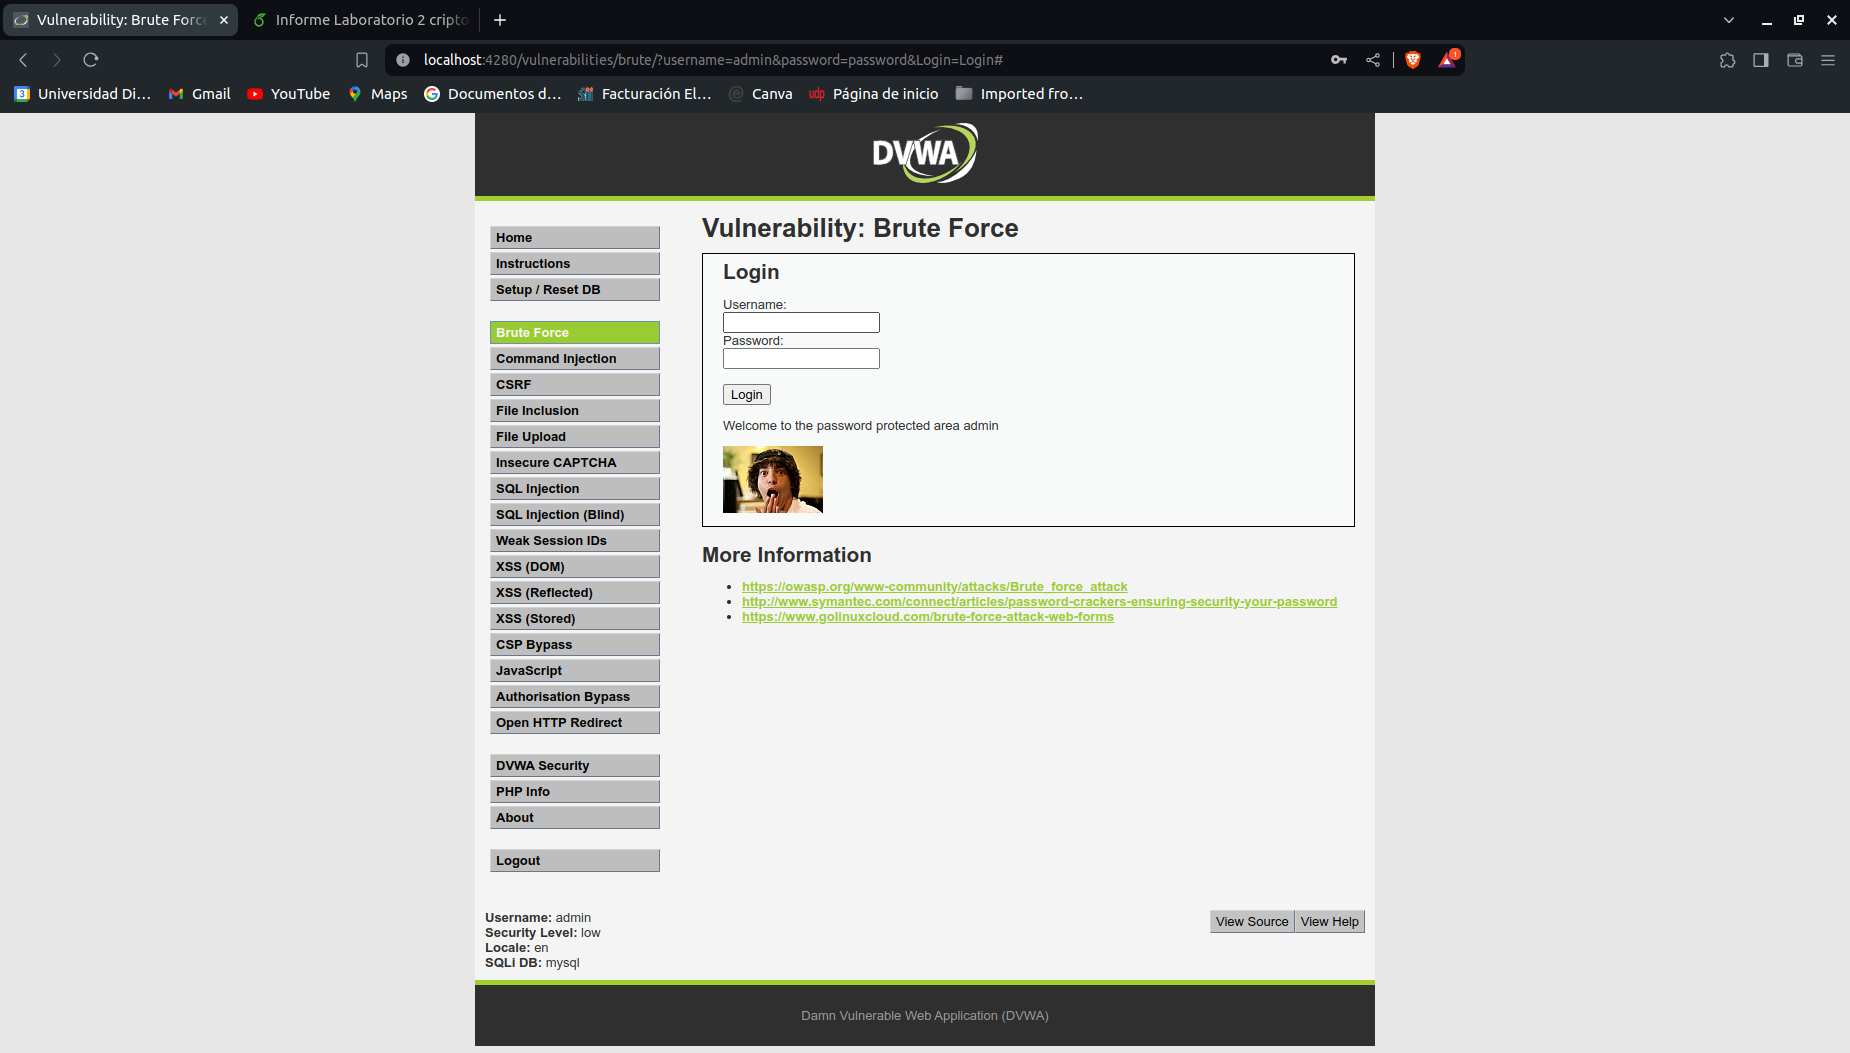 Vulnerability: Brute Forc
Informe Laboratorio 2 cripto
localhost:4280/vulnerabilities/brute/?username=admin&password=password&Login=Login#
1
3 Universidad Di...
Gmail
YouTube
Maps
Documentos d...
Facturación El...
Canva
udp Página de inicio
Imported fro...
DVWA
Home
Instructions
Setup / Reset DB
Brute Force
Command Injection
CSRF
File Inclusion
File Upload
Insecure CAPTCHA
SQL Injection
SQL Injection (Blind)
Weak Session IDs
XSS (DOM)
XSS (Reflected)
XSS (Stored)
CSP Bypass
JavaScript
Authorisation Bypass
Open HTTP Redirect
DVWA Security
PHP Info
About
Logout
Vulnerability: Brute Force
Login
Username:
Password:
Login
Welcome to the password protected area admin
More Information
https://owasp.org/www-community/attacks/Brute_force_attack
http://www.symantec.com/connect/articles/password-crackers-ensuring-security-your-password
https://www.golinuxcloud.com/brute-force-attack-web-forms
Username: admin
Security Level: low
Locale: en
SQLi DB: mysql
View Source
View Help
Damn Vulnerable Web Application (DVWA)